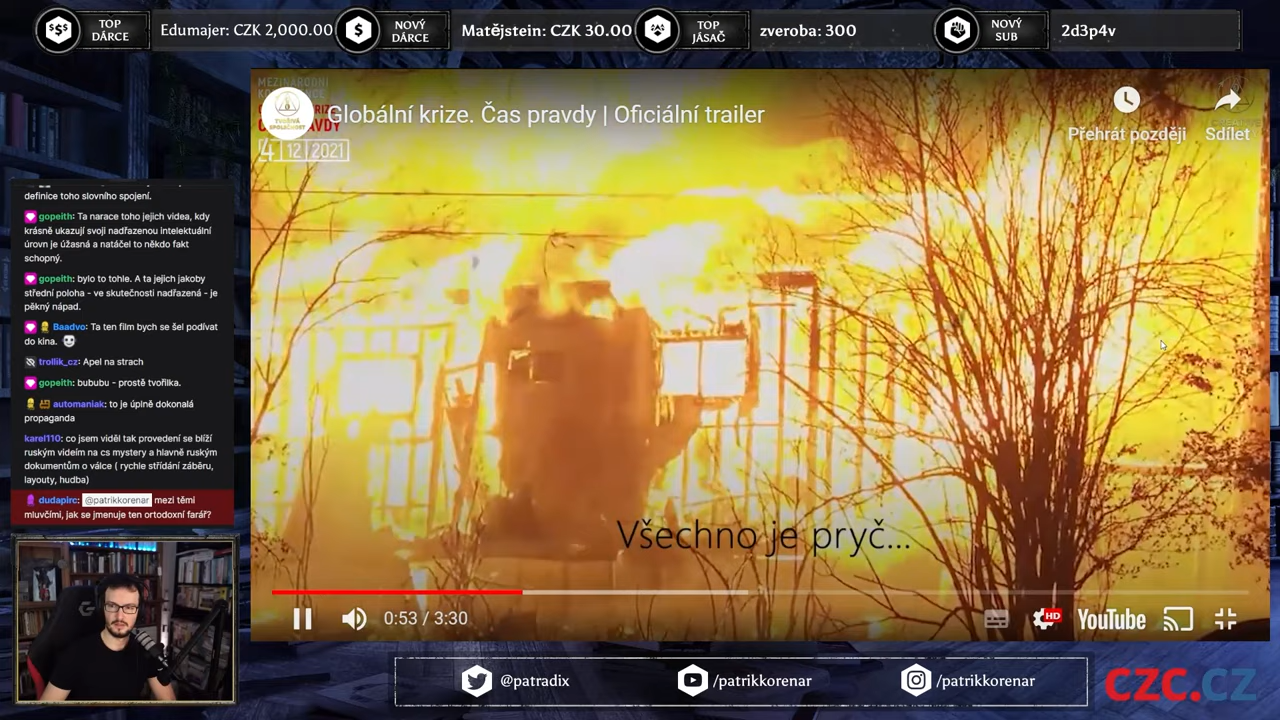 TOP
DÁRCE
Edumajer: CZK 2,000.00
NOVÝ
DÁRCE
Matějstein: CZK 30.00
TOP
JÁSAČ
zveroba: 300
NOVÝ
SUB
2d3p4v
MEZINÁRODNÍ
Globální krize. Čas pravdy | Oficiální trailer
4 12 2021
Přehrát později
Sdílet
definice toho slovního spojení.
gopeith: Ta narace toho jejich videa, kdy
krásně ukazují svoji nadřazenou intelektuální
úrovn je úžasná a natáčel to někdo fakt
schopný.
gopeith: bylo to tohle. A ta jejich jakoby
střední poloha - ve skutečnosti nadřazená - je
pěkný nápad.
Baadvo: Ta ten film bych se šel podívat
do kina.
trollik_cz: Apel na strach
gopeith: bububu - prostě tvořilka.
automaniak: to je úplně dokonalá
propaganda
karel110: co jsem viděl tak provedení se blíží
ruským videím na cs mystery a hlavně ruským
dokumentům o válce ( rychle střídání záběru,
layouty, hudba)
dudapirc: @patrikkorenar mezi těmi
mluvčími, jak se jmenuje ten ortodoxní farář?
Všechno je pryč...
0:53 / 3:30
HD
YouTube
@patradix
/patrikkorenar
/patrikkorenar
CZC.CZ